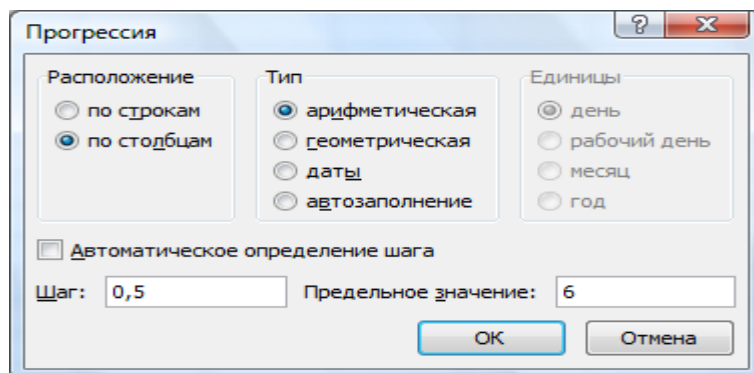 Прогрессия
Расположение
по строкам
по столбцам
Тип
арифметическая
геометрическая
даты
автозаполнение
Единицы
день
рабочий день
месяц
год
Автоматическое определение шага
Шаг: 0,5 Предельное значение: 6
ОК Отмена